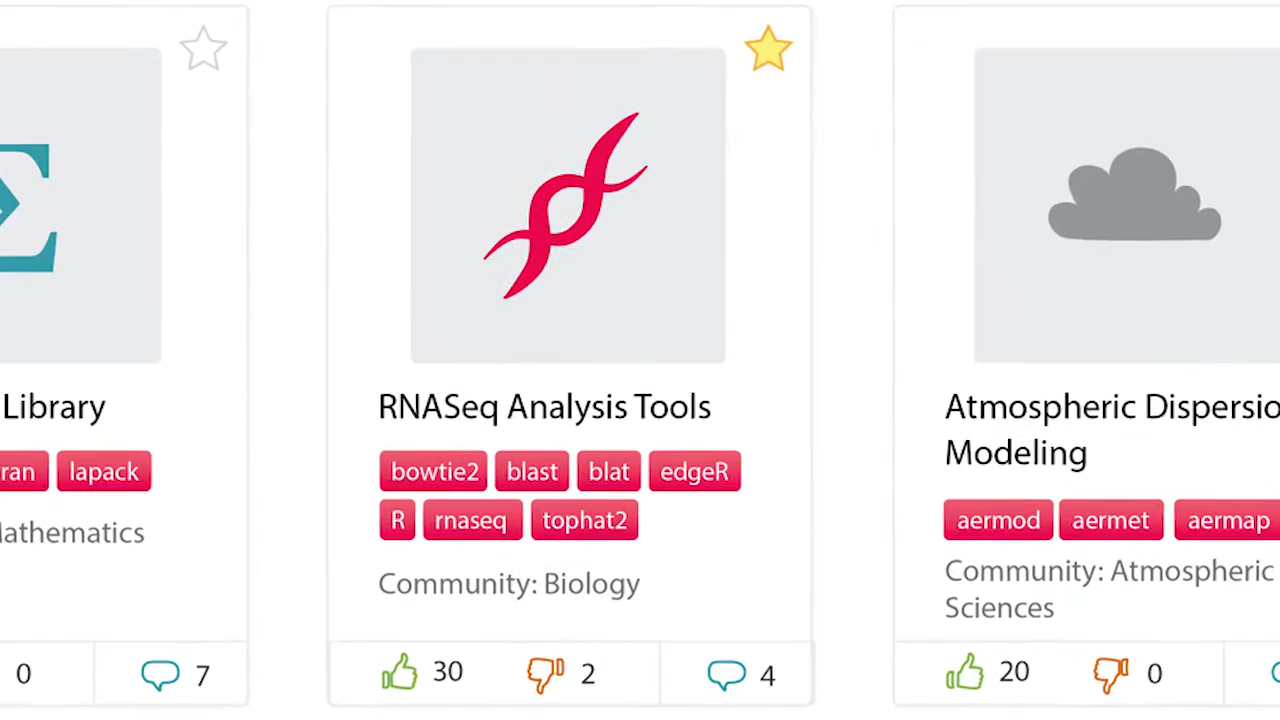 Library
lapack
0
7
RNASeq Analysis Tools
bowtie2 blast blat edgeR
R rnaseq tophat2
Community: Biology
30 2 4
Modeling
aermod aermet aermap
Community: Atmospheric
Sciences
20 0